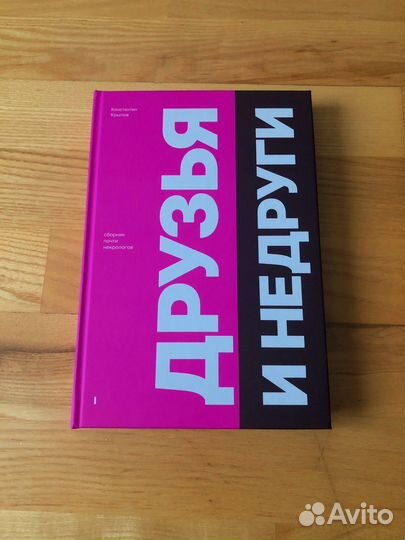 Константин
Крылов
ДРУЗЬЯ
И НЕДРУГИ
сборник
почти
некрологов
I
Avito